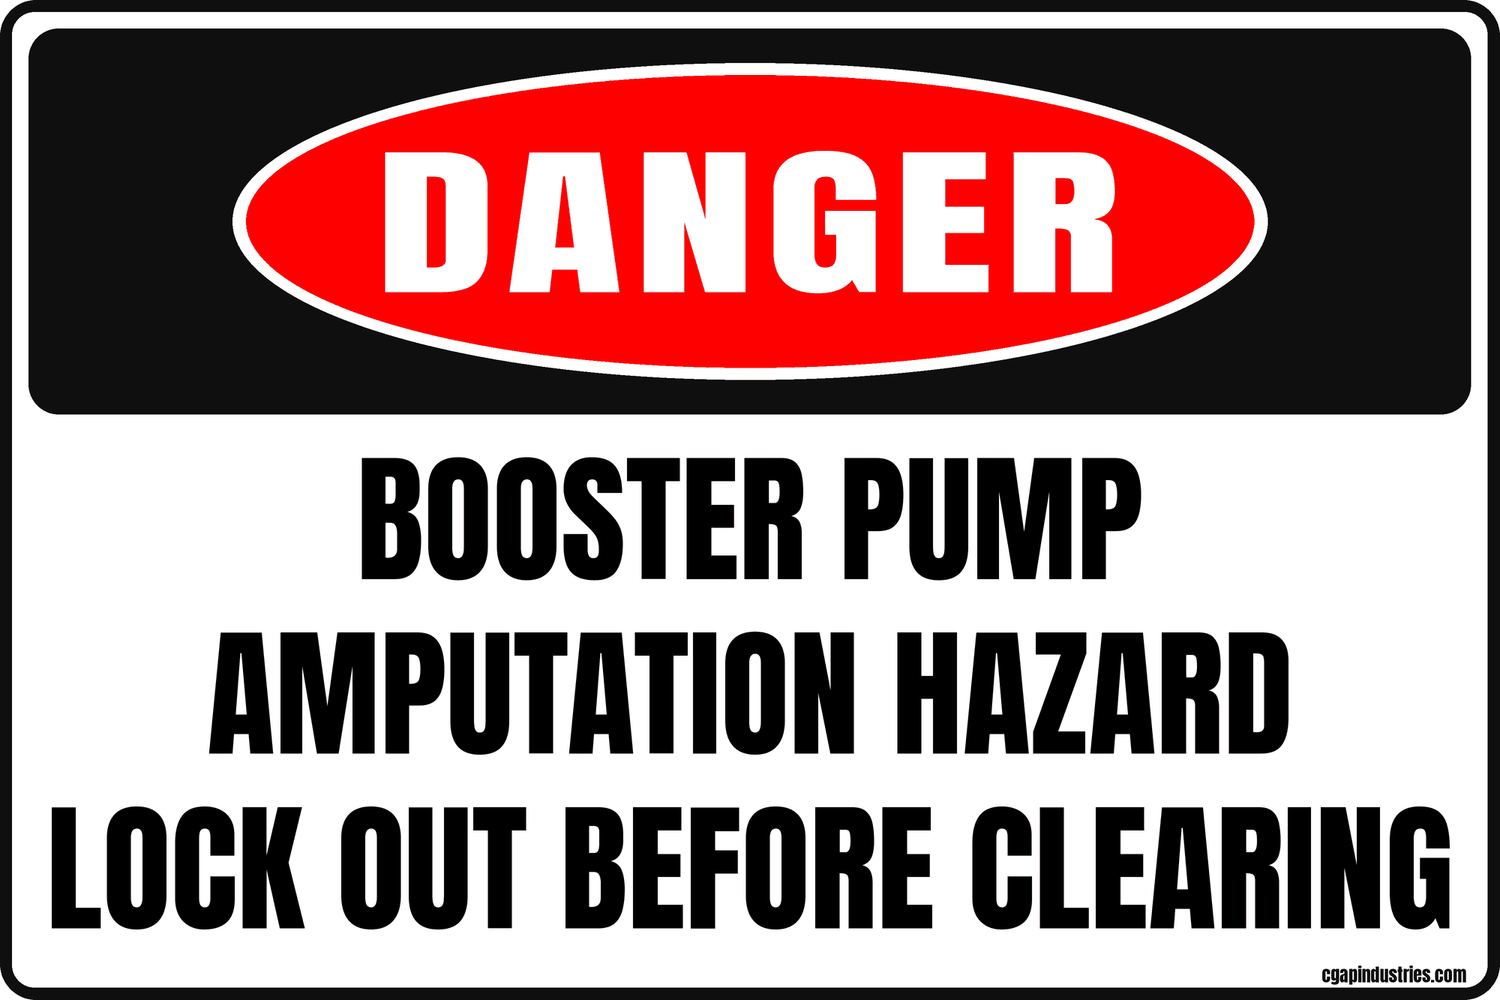 DANGER
BOOSTER PUMP
AMPUTATION HAZARD
LOCK OUT BEFORE CLEARING
cgapindustries.com